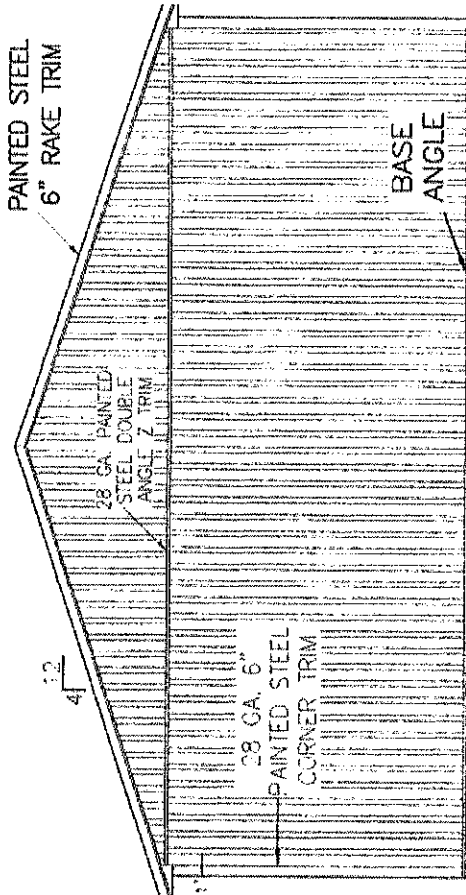 PAINTED STEEL
6" RAKE TRIM
12
4
28 GA. PAINTED
STEEL DOUBLE
ANGLE Z TRIM
28 GA. 6"
PAINTED STEEL
CORNER TRIM
BASE
ANGLE